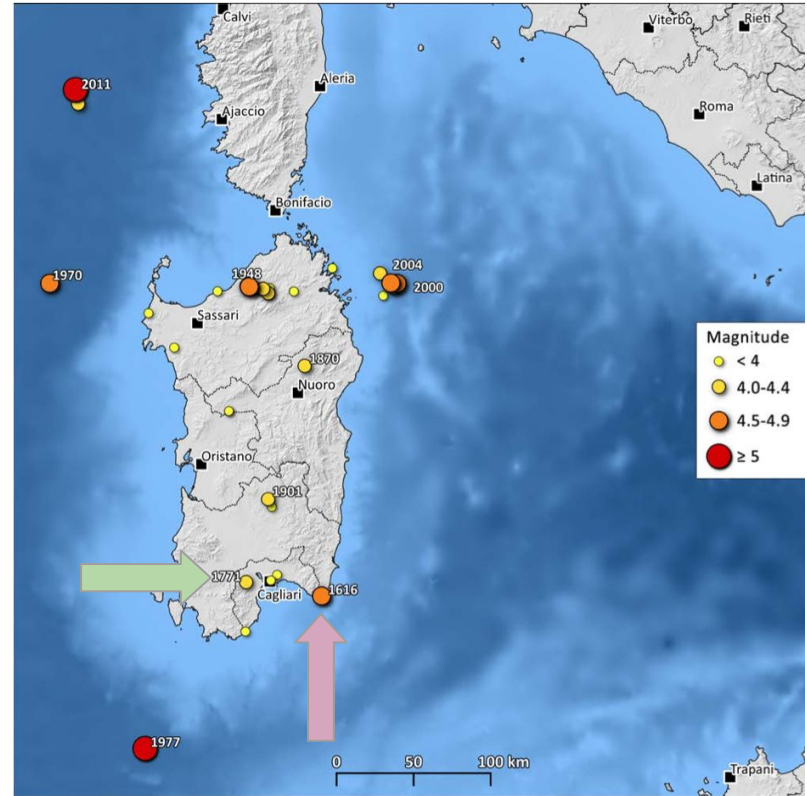 Calvi
Viterbo
Rieti
2011
Aleria
Ajaccio
Roma
Latina
Bonifacio
1970
1948
2004
2000
Sassari
Magnitude
< 4
4.0-4.4
4.5-4.9
≥ 5
1870
Nuoro
Oristano
1901
1771
Cagliari
1616
1977
0 50 100 km
Trapani